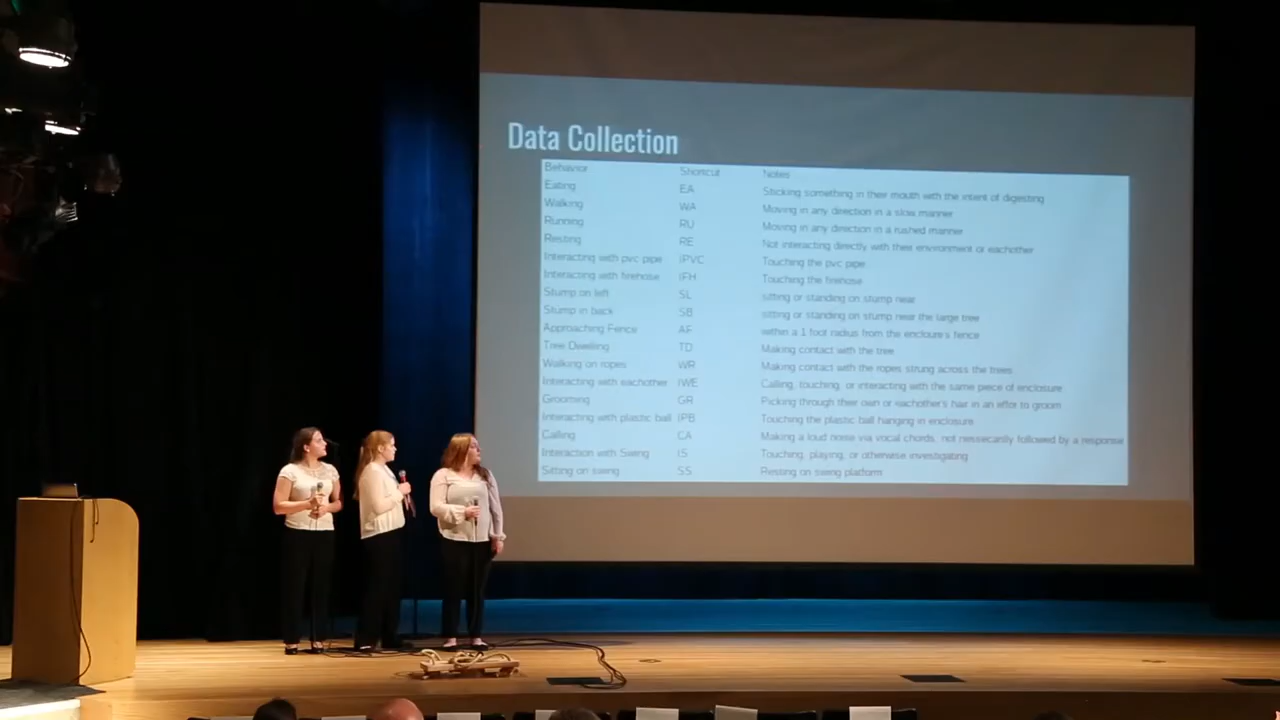 Data Collection
Behavior Shortcut Notes
Eating EA Sticking something in their mouth with the intent of digesting
Walking WA Moving in any direction in a slow manner
Running RU Moving in any direction in a rushed manner
Resting RE Not interacting directly with their environment or eachother
Interacting with pvc pipe IPVC Touching the pvc pipe
Interacting with firehose IFH Touching the firehose
Stump on left SL sitting or standing on stump near
Stump in back SB sitting or standing on stump near the large tree
Approaching Fence AF within a 1 foot radius from the encloure's fence
Tree Dwelling TD Making contact with the tree
Walking on ropes WR Making contact with the ropes strung across the trees
Interacting with eachother IWE Calling, touching, or interacting with the same piece of enclosure
Grooming GR Picking through their own or eachother's hair in an effor to groom
Interacting with plastic ball IPB Touching the plastic ball hanging in enclosure
Calling CA Making a loud noise via vocal chords, not nessecarily followed by a response
Interaction with Swing IS Touching, playing, or otherwise investigating
Sitting on swing SS Resting on swing platform